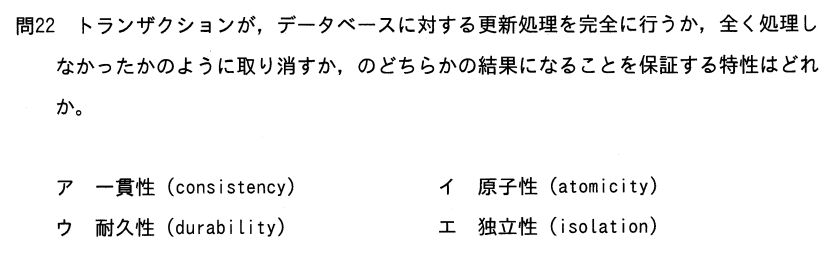 問22 トランザクションが，データベースに対する更新処理を完全に行うか，全く処理し
なかったかのように取り消すか，のどちらかの結果になることを保証する特性はどれ
か。
ア 一貫性（consistency） イ 原子性（atomicity）
ウ 耐久性（durability） エ 独立性（isolation）